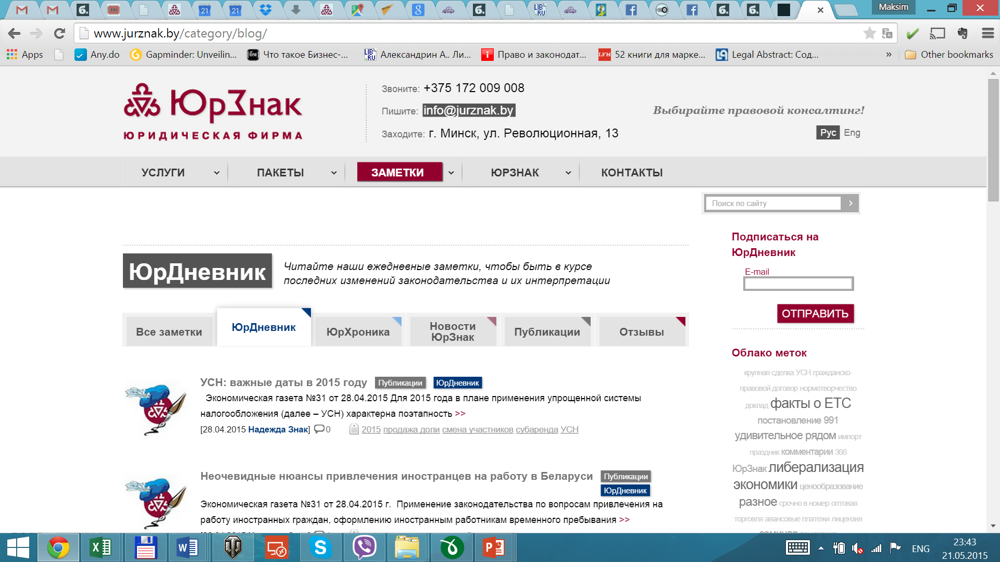 Maksim
www.jurznak.by/category/blog/
Apps Any.do Gapminder: Unveilin... Что такое Бизнес-... Александрин А.. Ли... Право и законодат... 52 книги для марке... Legal Abstract: Сод... » Other bookmarks
ЮрЗнак
ЮРИДИЧЕСКАЯ ФИРМА
Звоните: +375 172 009 008
Пишите: info@jurznak.by
Заходите: г. Минск, ул. Революционная, 13
Выбирайте правовой консалтинг!
Рус Eng
УСЛУГИ ПАКЕТЫ ЗАМЕТКИ ЮРЗНАК КОНТАКТЫ
Поиск по сайту
ЮрДневник
Читайте наши ежедневные заметки, чтобы быть в курсе
последних изменений законодательства и их интерпретации
Все заметки ЮрДневник ЮрХроника Новости ЮрЗнак Публикации Отзывы
УСН: важные даты в 2015 году Публикации ЮрДневник
Экономическая газета №31 от 28.04.2015 Для 2015 года в плане применения упрощенной системы
налогообложения (далее – УСН) характерна поэтапность >>
[28.04.2015 Надежда Знак] 0 2015 продажа доли смена участников субаренда УСН
Неочевидные нюансы привлечения иностранцев на работу в Беларуси Публикации
ЮрДневник
Экономическая газета №31 от 28.04.2015 г. Применение законодательства по вопросам привлечения на
работу иностранных граждан, оформлению иностранным работникам временного пребывания >>
Подписаться на
ЮрДневник
E-mail
ОТПРАВИТЬ
Облако меток
крупная сделка УСН гражданско-
правовой договор нормотворчество
доклад факты о ЕТС
постановление 991
удивительное рядом импорт
праздник комментарии 366
ЮрЗнак либерализация
экономики ценообразование
разное срочно в номер оптовая
торговля авансовые платежи лицензия
ENG
23:43
21.05.2015